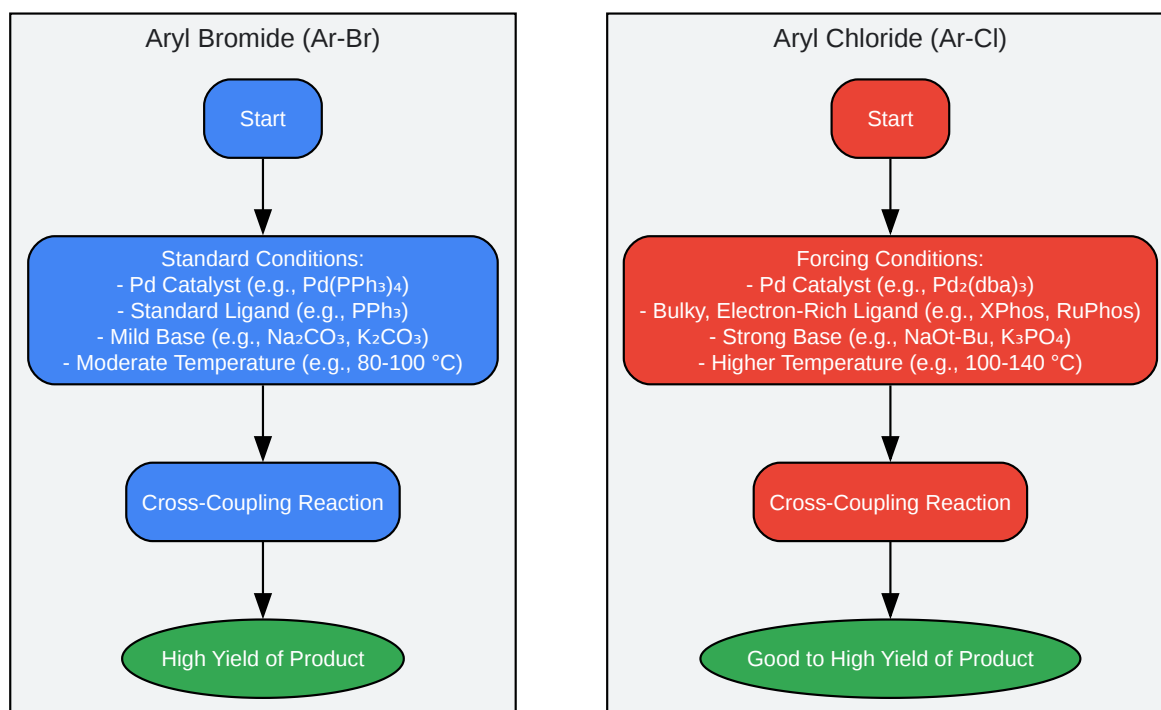 Aryl Bromide (Ar-Br)
Start
Standard Conditions:
- Pd Catalyst (e.g., Pd(PPh₃)₄)
- Standard Ligand (e.g., PPh₃)
- Mild Base (e.g., Na₂CO₃, K₂CO₃)
- Moderate Temperature (e.g., 80-100 °C)
Cross-Coupling Reaction
High Yield of Product
Aryl Chloride (Ar-Cl)
Start
Forcing Conditions:
- Pd Catalyst (e.g., Pd₂(dba)₃)
- Bulky, Electron-Rich Ligand (e.g., XPhos, RuPhos)
- Strong Base (e.g., NaOt-Bu, K₃PO₄)
- Higher Temperature (e.g., 100-140 °C)
Cross-Coupling Reaction
Good to High Yield of Product